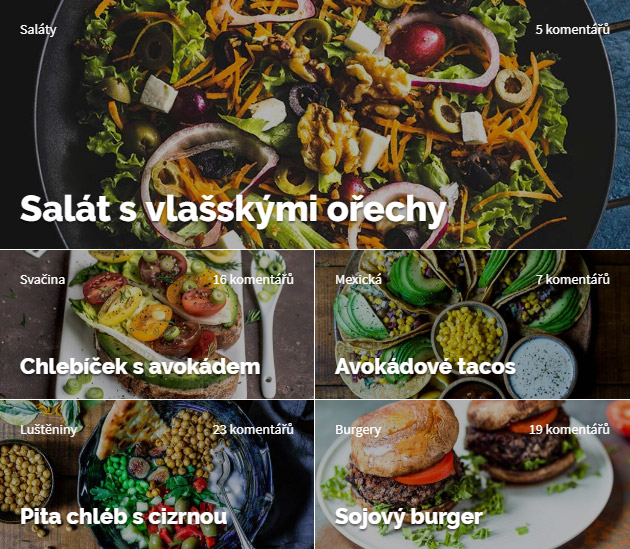 Saláty
5 komentářů
Salát s vlašskými ořechy
Svačina
16 komentářů
Chlebíček s avokádem
Mexická
7 komentářů
Avokádové tacos
Luštěniny
23 komentářů
Pita chléb s cizrnou
Burgery
19 komentářů
Sojový burger